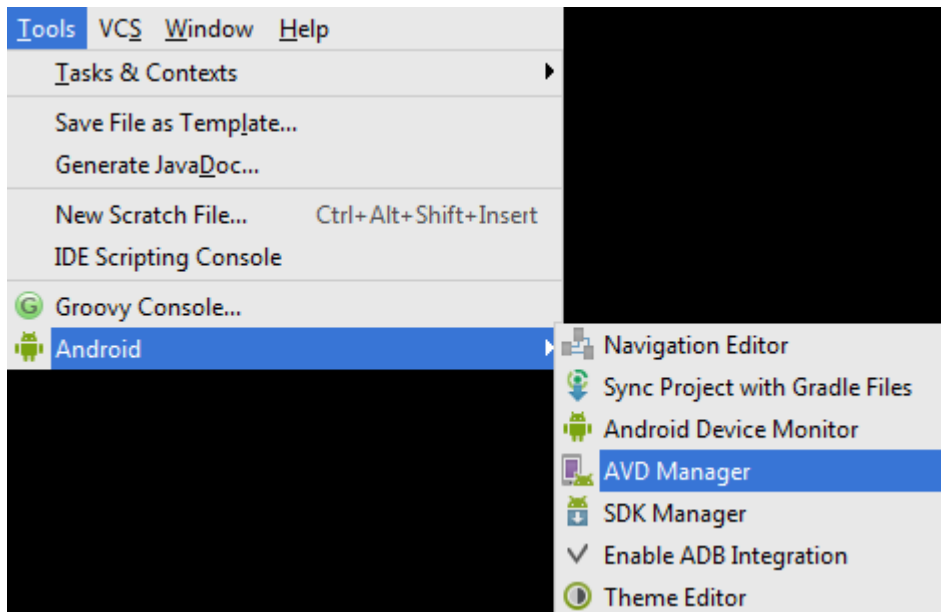 Tools VCS Window Help
Tasks & Contexts
Save File as Template...
Generate JavaDoc...
New Scratch File... Ctrl+Alt+Shift+Insert
IDE Scripting Console
G Groovy Console...
Android
Navigation Editor
Sync Project with Gradle Files
Android Device Monitor
AVD Manager
SDK Manager
Enable ADB Integration
Theme Editor